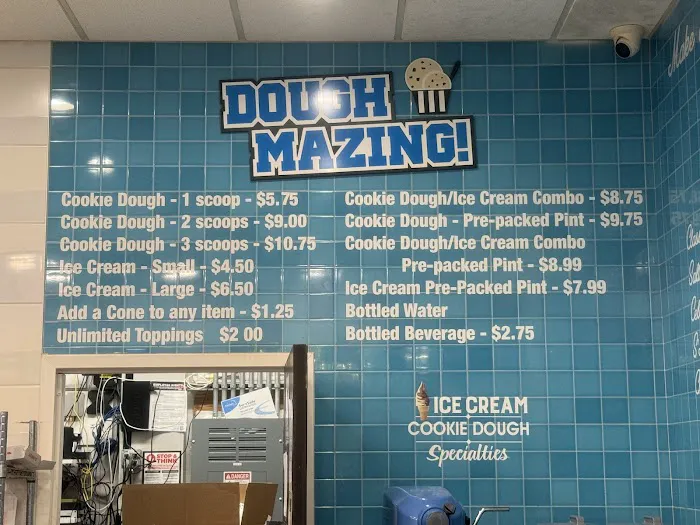 DOUGH
MAZING!
Cookie Dough - 1 scoop - $5.75
Cookie Dough - 2 scoops - $9.00
Cookie Dough - 3 scoops - $10.75
Ice Cream - Small - $4.50
Ice Cream - Large - $6.50
Add a Cone to any item - $1.25
Unlimited Toppings $2 00
Cookie Dough/Ice Cream Combo - $8.75
Cookie Dough - Pre-packed Pint - $9.75
Cookie Dough/Ice Cream Combo
Pre-packed Pint - $8.99
Ice Cream Pre-Packed Pint - $7.99
Bottled Water
Bottled Beverage - $2.75
ICE CREAM
COOKIE DOUGH
Specialties
STOP &
THINK
DANGER
Make